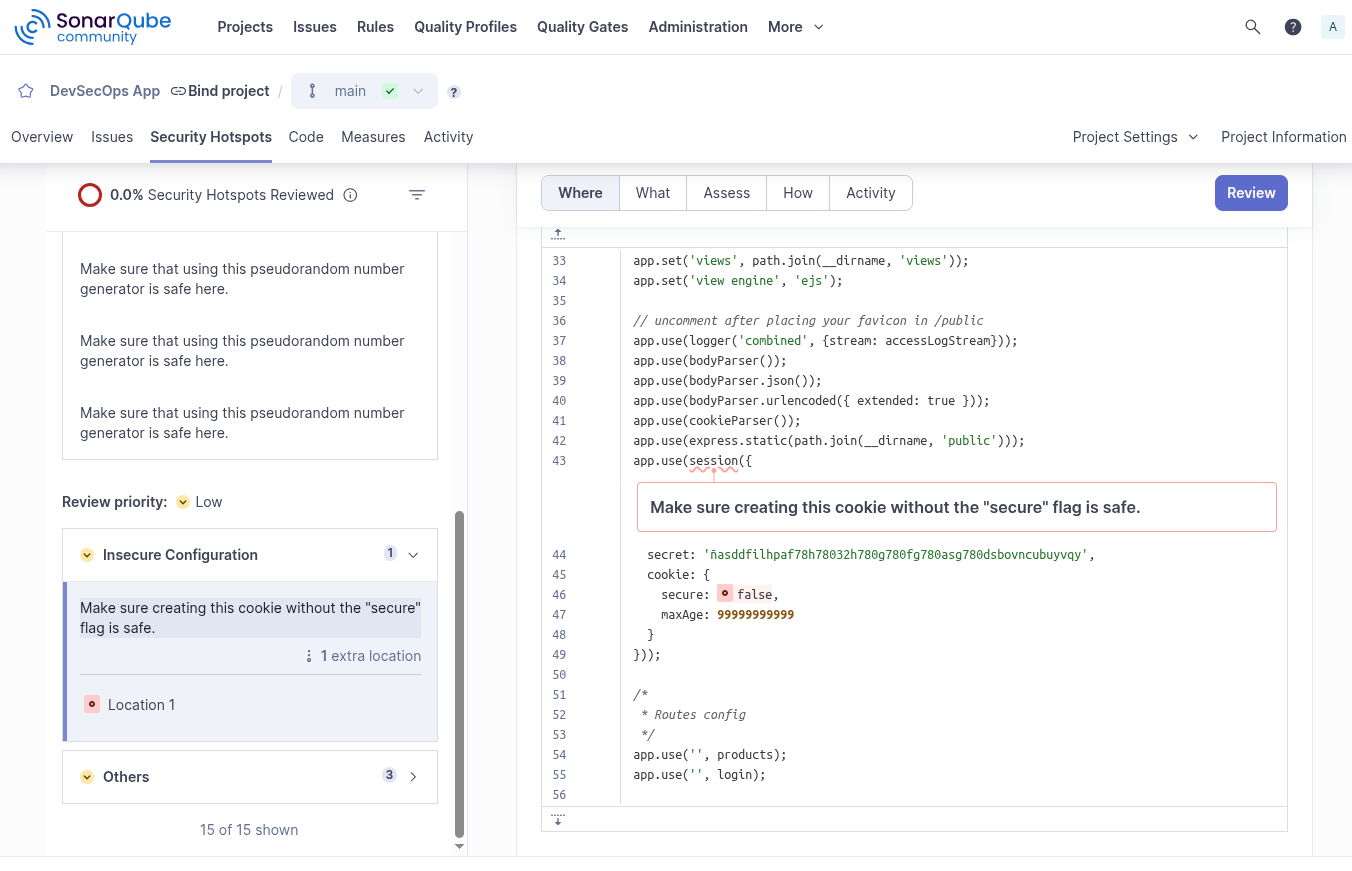 SonarQube community Projects Issues Rules Quality Profiles Quality Gates Administration More ? A
DevSecOps App Bind project / main ?
Overview Issues Security Hotspots Code Measures Activity Project Settings Project Information
0.0% Security Hotspots Reviewed
Make sure that using this pseudorandom number
generator is safe here.
Make sure that using this pseudorandom number
generator is safe here.
Make sure that using this pseudorandom number
generator is safe here.
Review priority: Low
Insecure Configuration 1
Make sure creating this cookie without the "secure"
flag is safe.
1 extra location
Location 1
Others 3
15 of 15 shown
Where What Assess How Activity Review
33 app.set('views', path.join(__dirname, 'views'));
34 app.set('view engine', 'ejs');
35
36 // uncomment after placing your favicon in /public
37 app.use(logger('combined', {stream: accessLogStream}));
38 app.use(bodyParser());
39 app.use(bodyParser.json());
40 app.use(bodyParser.urlencoded({ extended: true }));
41 app.use(cookieParser());
42 app.use(express.static(path.join(__dirname, 'public')));
43 app.use(session({
Make sure creating this cookie without the "secure" flag is safe.
44 secret: 'ñasddfilhpaf78h78032h780g780fg780asg780dsbovncubuyvqy',
45 cookie: {
46 secure: false,
47 maxAge: 99999999999
48 }
49 }));
50
51 /*
52 * Routes config
53 */
54 app.use('', products);
55 app.use('', login);
56